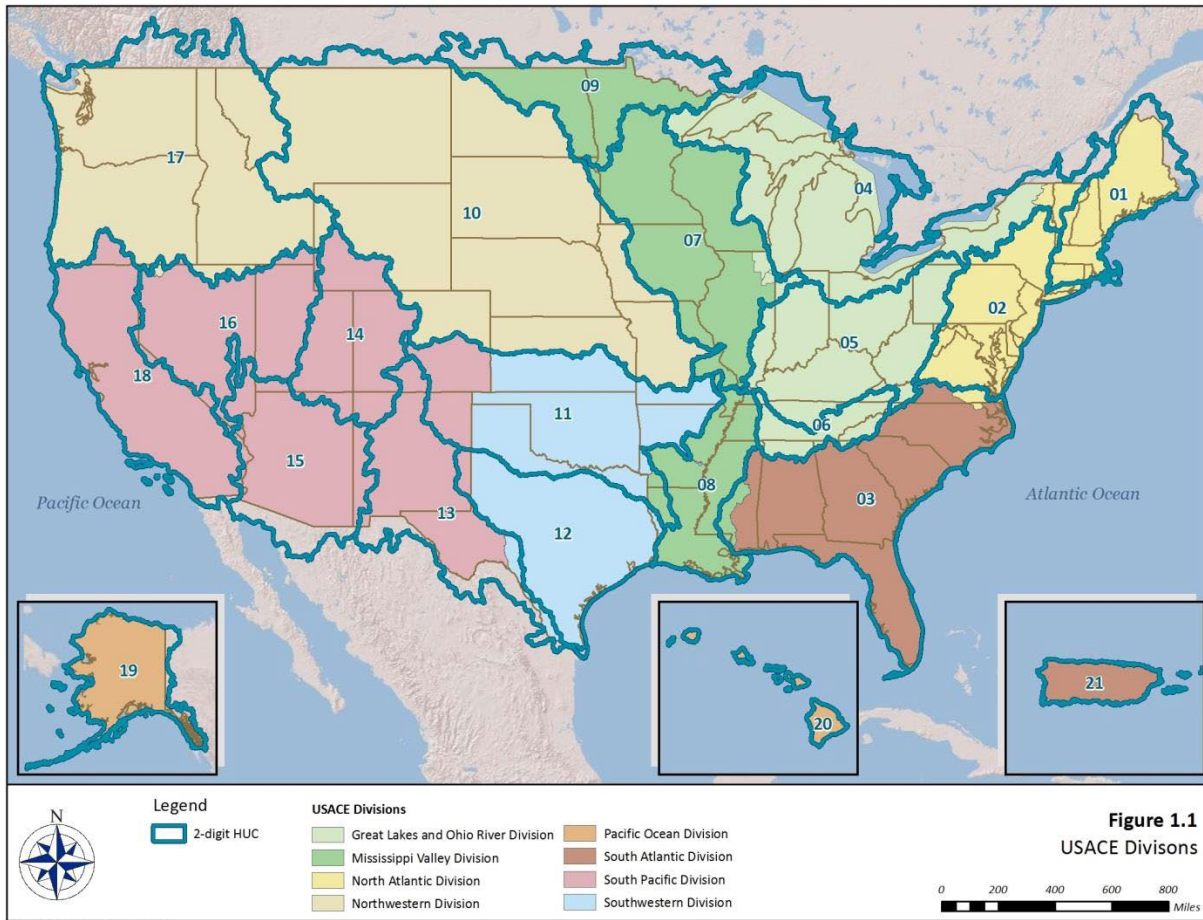 09
17
04
01
10
07
02
16
14
05
18
11
06
15
08
03
Pacific Ocean
Atlantic Ocean
13
12
19
20
21
N
Legend
2-digit HUC
USACE Divisions
Great Lakes and Ohio River Division
Mississippi Valley Division
North Atlantic Division
Northwestern Division
Pacific Ocean Division
South Atlantic Division
South Pacific Division
Southwestern Division
Figure 1.1
USACE Divisons
0 200 400 600 800
Miles